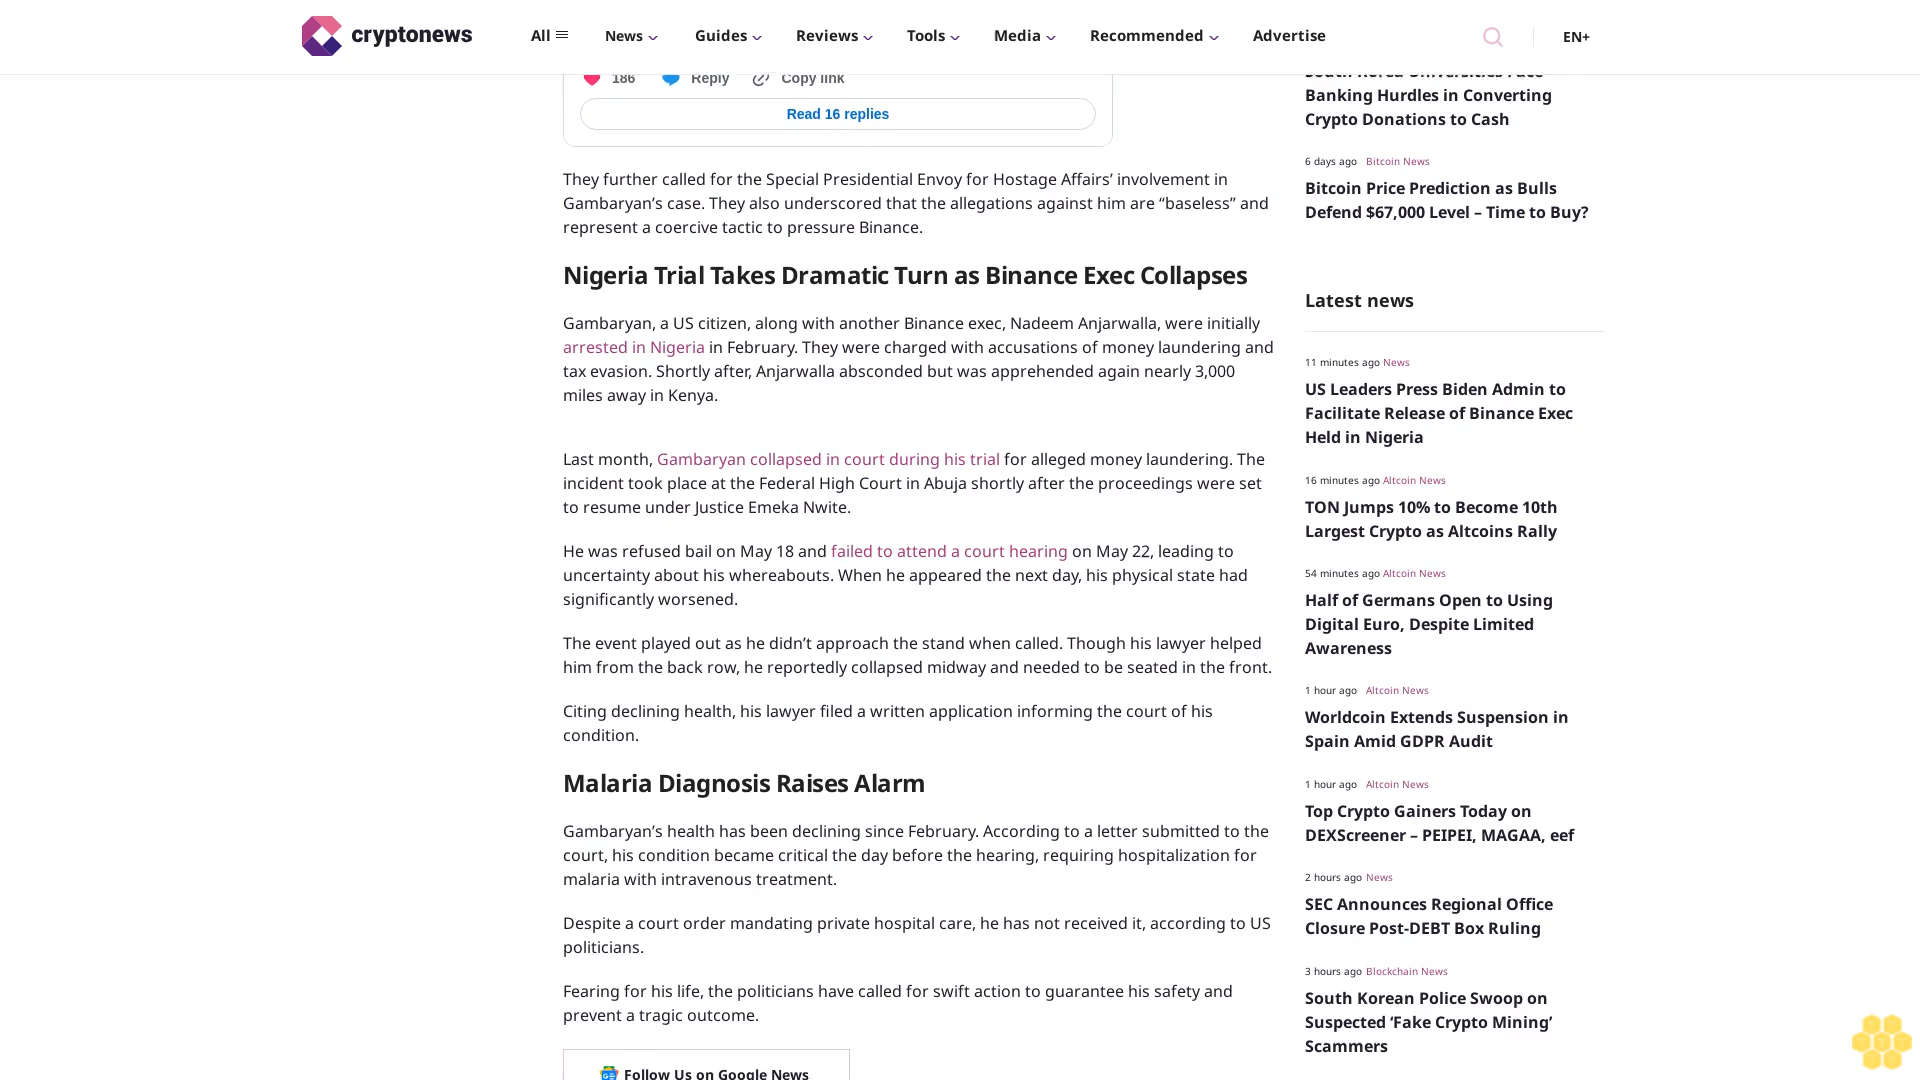 cryptonews
All
News
Guides
Reviews
Tools
Media
Recommended
Advertise
EN+
186
Reply
Copy link
Read 16 replies
They further called for the Special Presidential Envoy for Hostage Affairs’ involvement in
Gambaryan’s case. They also underscored that the allegations against him are “baseless” and
represent a coercive tactic to pressure Binance.
Nigeria Trial Takes Dramatic Turn as Binance Exec Collapses
Gambaryan, a US citizen, along with another Binance exec, Nadeem Anjarwalla, were initially
arrested in Nigeria in February. They were charged with accusations of money laundering and
tax evasion. Shortly after, Anjarwalla absconded but was apprehended again nearly 3,000
miles away in Kenya.
Last month, Gambaryan collapsed in court during his trial for alleged money laundering. The
incident took place at the Federal High Court in Abuja shortly after the proceedings were set
to resume under Justice Emeka Nwite.
He was refused bail on May 18 and failed to attend a court hearing on May 22, leading to
uncertainty about his whereabouts. When he appeared the next day, his physical state had
significantly worsened.
The event played out as he didn’t approach the stand when called. Though his lawyer helped
him from the back row, he reportedly collapsed midway and needed to be seated in the front.
Citing declining health, his lawyer filed a written application informing the court of his
condition.
Malaria Diagnosis Raises Alarm
Gambaryan’s health has been declining since February. According to a letter submitted to the
court, his condition became critical the day before the hearing, requiring hospitalization for
malaria with intravenous treatment.
Despite a court order mandating private hospital care, he has not received it, according to US
politicians.
Fearing for his life, the politicians have called for swift action to guarantee his safety and
prevent a tragic outcome.
Follow Us on Google News
South Korea Universities Face
Banking Hurdles in Converting
Crypto Donations to Cash
6 days ago Bitcoin News
Bitcoin Price Prediction as Bulls
Defend $67,000 Level – Time to Buy?
Latest news
11 minutes ago News
US Leaders Press Biden Admin to
Facilitate Release of Binance Exec
Held in Nigeria
16 minutes ago Altcoin News
TON Jumps 10% to Become 10th
Largest Crypto as Altcoins Rally
54 minutes ago Altcoin News
Half of Germans Open to Using
Digital Euro, Despite Limited
Awareness
1 hour ago Altcoin News
Worldcoin Extends Suspension in
Spain Amid GDPR Audit
1 hour ago Altcoin News
Top Crypto Gainers Today on
DEXScreener – PEIPEI, MAGAA, eef
2 hours ago News
SEC Announces Regional Office
Closure Post-DEBT Box Ruling
3 hours ago Blockchain News
South Korean Police Swoop on
Suspected ‘Fake Crypto Mining’
Scammers